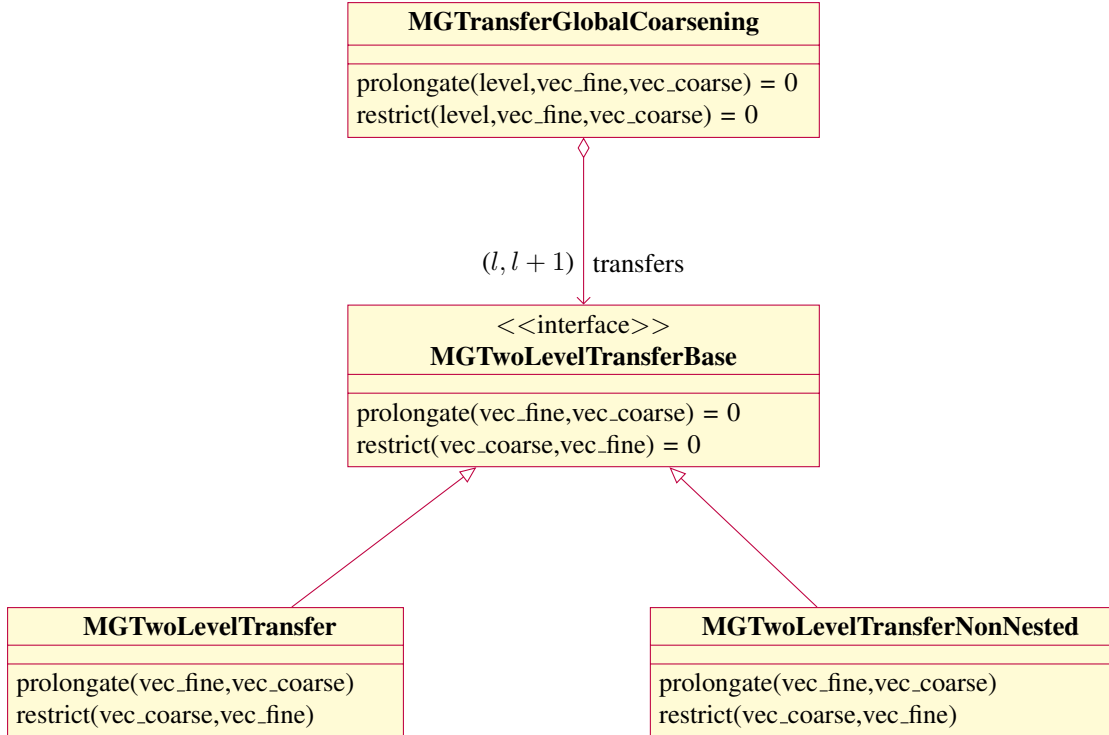 MGTransferGlobalCoarsening
prolongate(level,vec_fine,vec_coarse) = 0
restrict(level,vec_fine,vec_coarse) = 0
(l, l + 1) transfers
<<interface>>
MGTwoLevelTransferBase
prolongate(vec_fine,vec_coarse) = 0
restrict(vec_coarse,vec_fine) = 0
MGTwoLevelTransfer
prolongate(vec_fine,vec_coarse)
restrict(vec_coarse,vec_fine)
MGTwoLevelTransferNonNested
prolongate(vec_fine,vec_coarse)
restrict(vec_coarse,vec_fine)